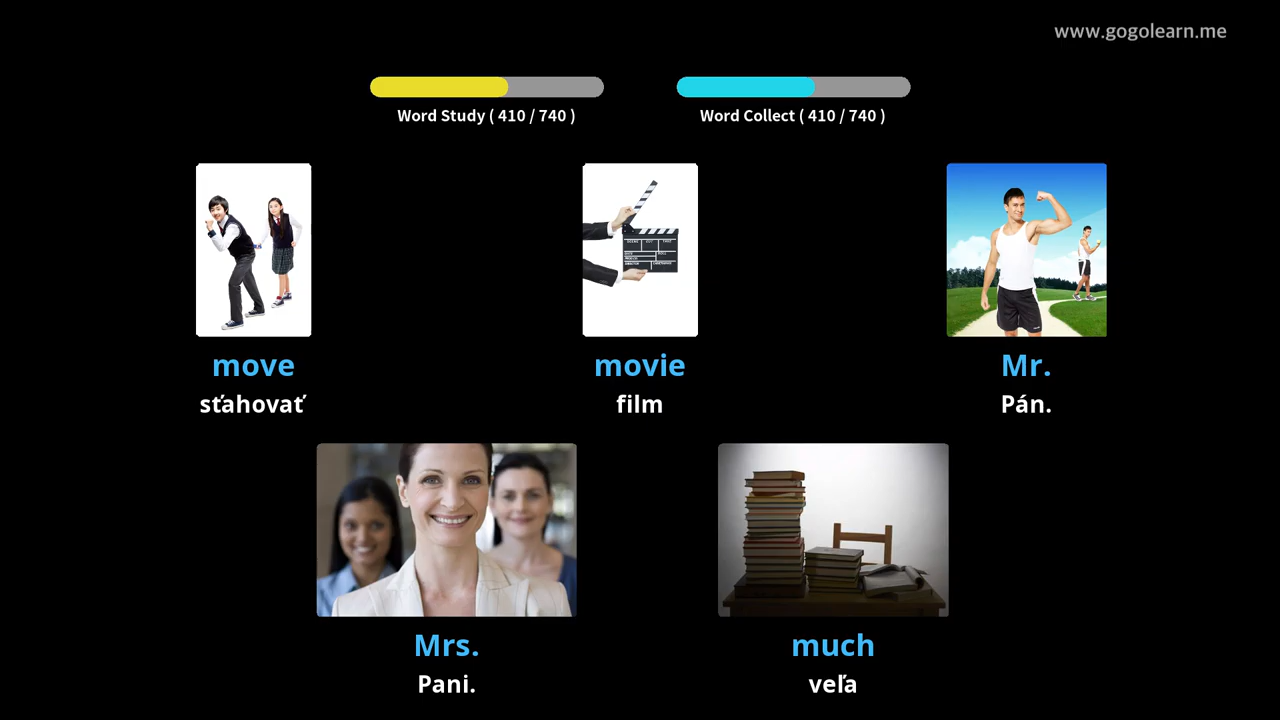 www.gogolearn.me
Word Study ( 410 / 740 )
Word Collect ( 410 / 740 )
move
sťahovať
movie
film
Mr.
Pán.
Mrs.
Pani.
much
veľa